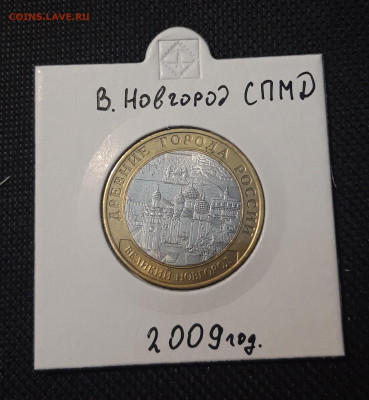 COINS.LAVE.RU
В. Новгород СПМД
ДРЕВНИЕ ГОРОДА РОССИИ
ВЕЛИКИЙ НОВГОРОД
2009 год.